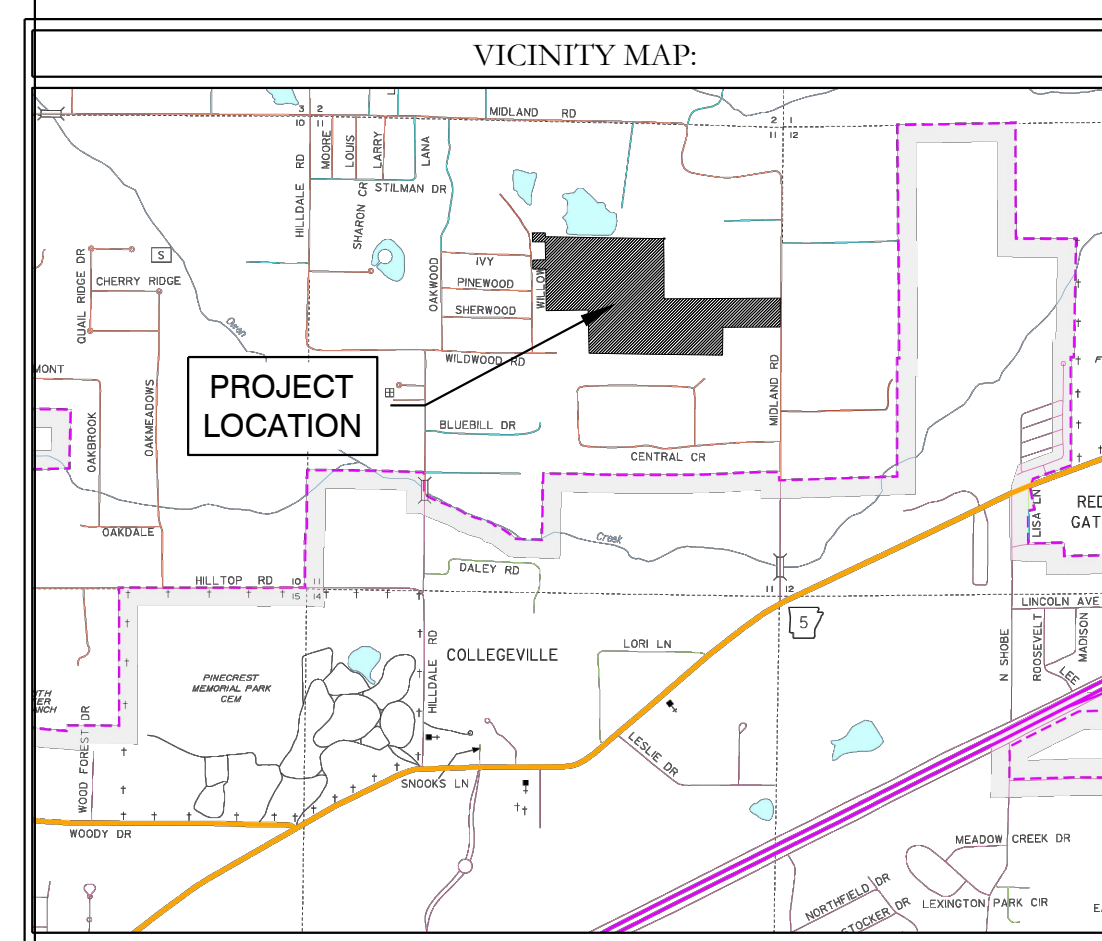 VICINITY MAP:
MIDLAND RD
3 2
10 11
2 1
11 12
HILLDALE RD
MOORE
LOUIS
LARRY
LANA
STILMAN DR
SHARON CR
S
QUAIL RIDGE DR
CHERRY RIDGE
OAKWOOD
IVY
PINEWOOD
SHERWOOD
WILLOW
WILDWOOD RD
Owen
PROJECT
LOCATION
MIDLAND RD
MONT
OAKBROOK
OAKMEADOWS
BLUEBILL DR
CENTRAL CR
OAKDALE
Creek
LISA LN
RED
GAT
DALEY RD
HILLTOP RD
10 11
15 14
11 12
5
LINCOLN AVE
N SHOBE
ROOSEVELT
MADISON
LEE
HILLDALE RD
COLLEGEVILLE
LORI LN
PINECREST
MEMORIAL PARK
CEM
WOOD FOREST DR
LESLIE DR
SNOOKS LN
WOODY DR
MEADOW CREEK DR
NORTHFIELD DR
STOCKER DR
LEXINGTON PARK CIR